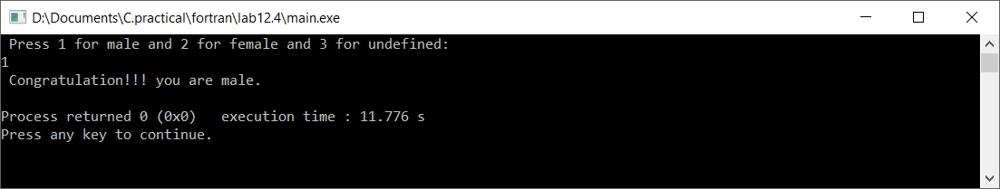 D:\Documents\C.practical\fortran\lab12.4\main.exe
Press 1 for male and 2 for female and 3 for undefined:
1
Congratulation!!! you are male.
Process returned 0 (0x0)   execution time : 11.776 s
Press any key to continue.